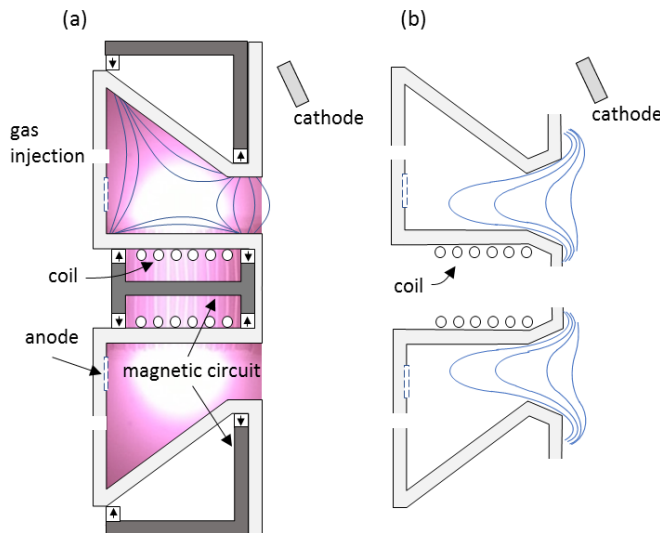 (a)
(b)
cathode
cathode
gas
injection
coil
coil
anode
magnetic circuit